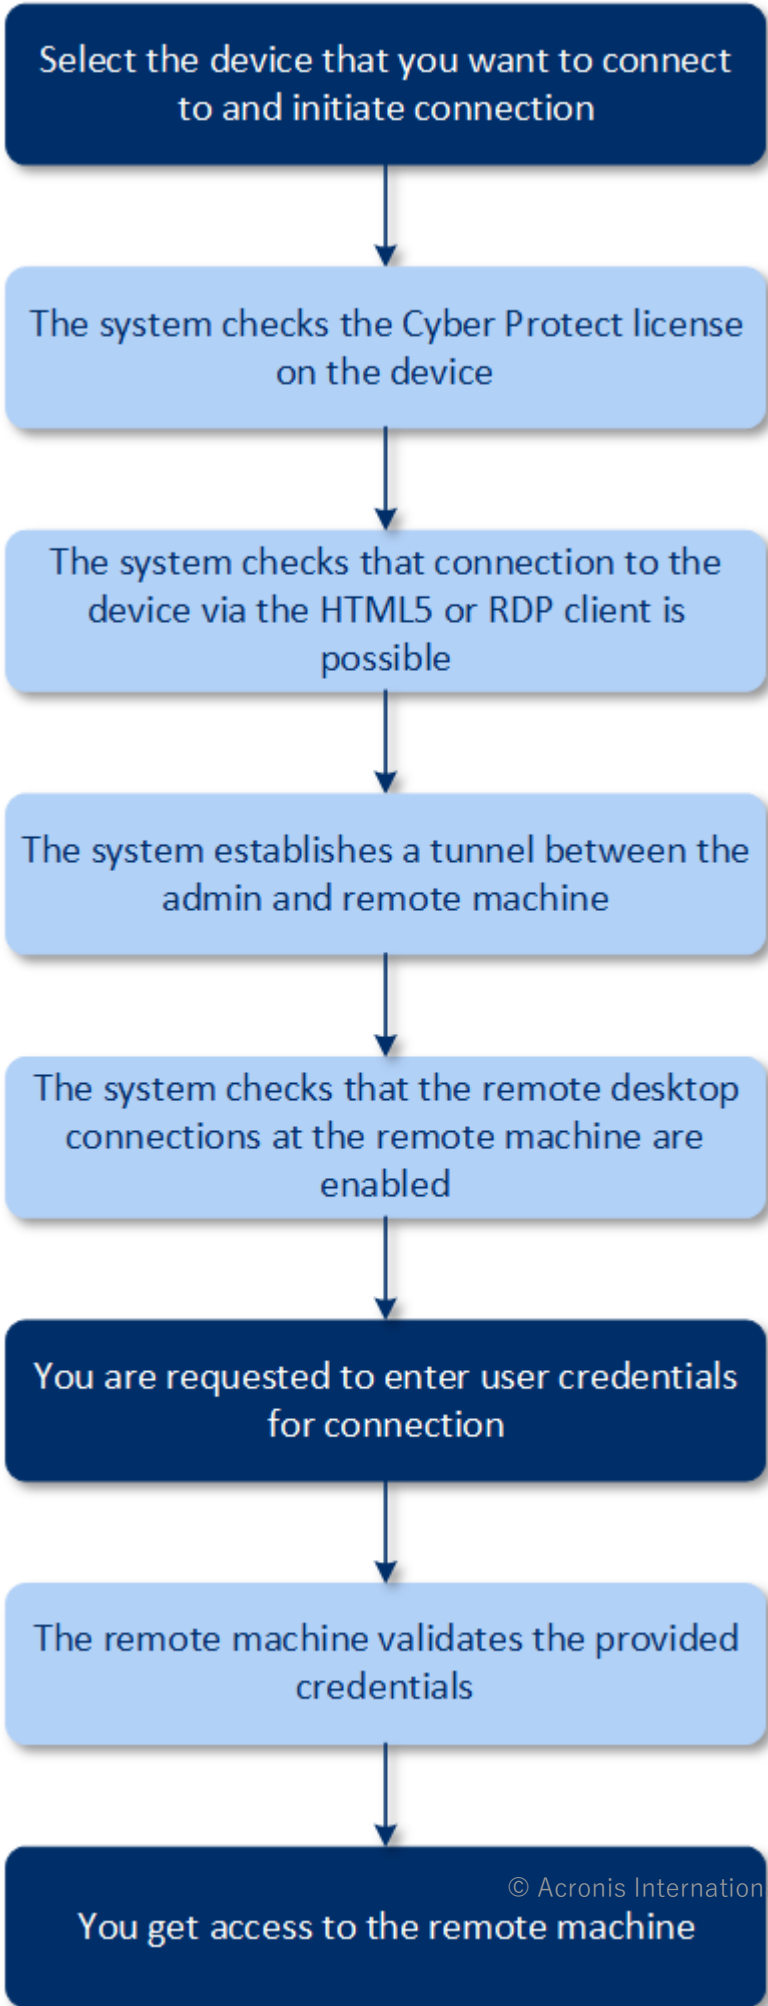 Select the device that you want to connect
to and initiate connection
The system checks the Cyber Protect license
on the device
The system checks that connection to the
device via the HTML5 or RDP client is
possible
The system establishes a tunnel between the
admin and remote machine
The system checks that the remote desktop
connections at the remote machine are
enabled
You are requested to enter user credentials
for connection
The remote machine validates the provided
credentials
© Acronis Internation
You get access to the remote machine